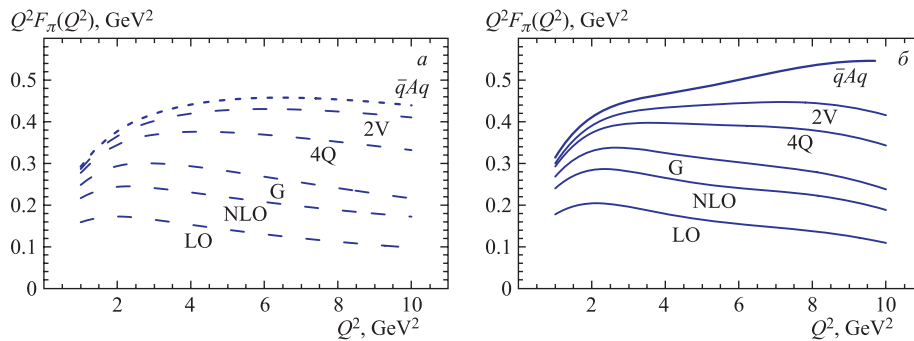 Q²F_π(Q²), GeV²
а
0.5
q̄Aq
2V
0.4
4Q
0.3
G
0.2
NLO
LO
0.1
0
2 4 6 8 10
Q², GeV²
Q²F_π(Q²), GeV²
б
0.5
q̄Aq
2V
0.4
4Q
0.3
G
0.2
NLO
LO
0.1
0
2 4 6 8 10
Q², GeV²